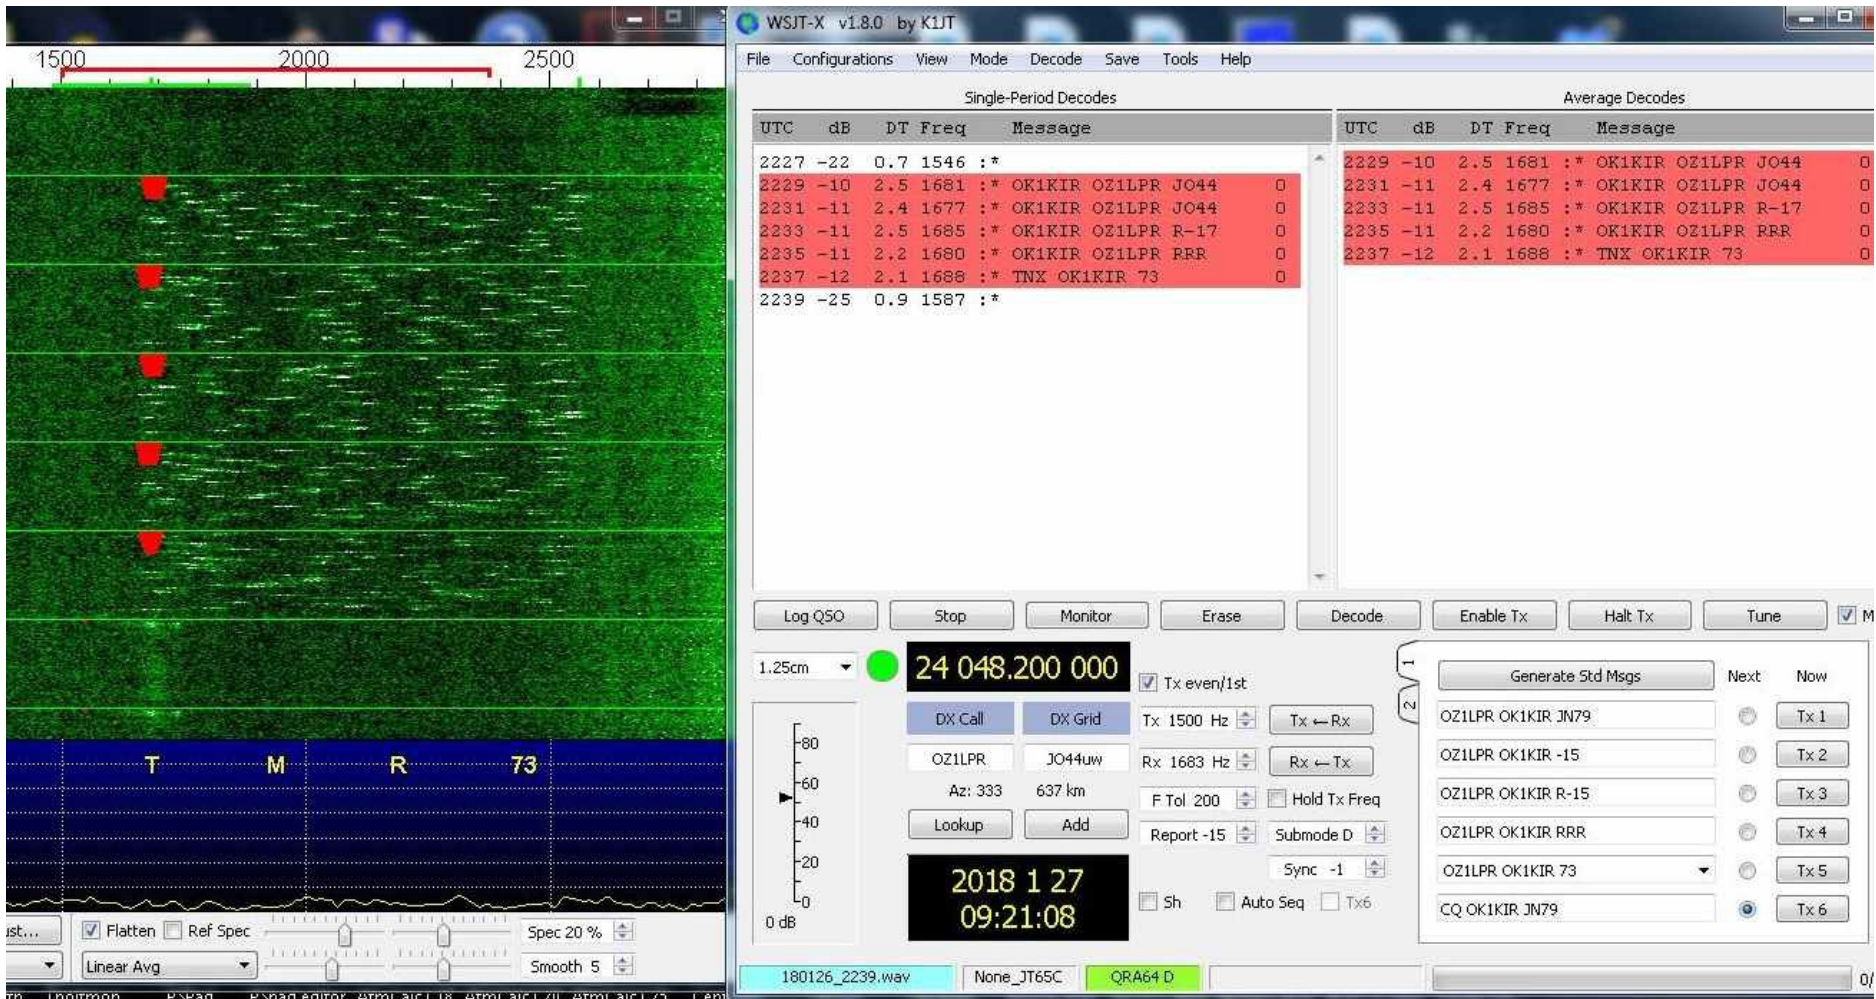 WSJT-X v1.8.0 by K1JT
File Configurations View Mode Decode Save Tools Help
1500 2000 2500
T M R 73
Flatten Ref Spec Spec 20 %
Linear Avg Smooth 5
Single-Period Decodes
UTC dB DT Freq Message
2227 -22 0.7 1546 :*
2229 -10 2.5 1681 :* OK1KIR OZ1LPR JO44 0
2231 -11 2.4 1677 :* OK1KIR OZ1LPR JO44 0
2233 -11 2.5 1685 :* OK1KIR OZ1LPR R-17 0
2235 -11 2.2 1680 :* OK1KIR OZ1LPR RRR 0
2237 -12 2.1 1688 :* TNX OK1KIR 73 0
2239 -25 0.9 1587 :*
Average Decodes
UTC dB DT Freq Message
2229 -10 2.5 1681 :* OK1KIR OZ1LPR JO44 0
2231 -11 2.4 1677 :* OK1KIR OZ1LPR JO44 0
2233 -11 2.5 1685 :* OK1KIR OZ1LPR R-17 0
2235 -11 2.2 1680 :* OK1KIR OZ1LPR RRR 0
2237 -12 2.1 1688 :* TNX OK1KIR 73 0
Log QSO Stop Monitor Erase Decode Enable Tx Halt Tx Tune M
1.25cm 24 048.200 000 Tx even/1st
DX Call DX Grid Tx 1500 Hz Tx ← Rx
OZ1LPR JO44uw Rx 1683 Hz Rx ← Tx
Az: 333 637 km F Tol 200 Hold Tx Freq
Lookup Add Report -15 Submode D
Sync -1
2018 1 27
09:21:08
Sh Auto Seq Tx6
80
60
40
20
0
0 dB
1
2
Generate Std Msgs Next Now
OZ1LPR OK1KIR JN79 Tx 1
OZ1LPR OK1KIR -15 Tx 2
OZ1LPR OK1KIR R-15 Tx 3
OZ1LPR OK1KIR RRR Tx 4
OZ1LPR OK1KIR 73 Tx 5
CQ OK1KIR JN79 Tx 6
180126_2239.wav None_JT65C QRA64 D